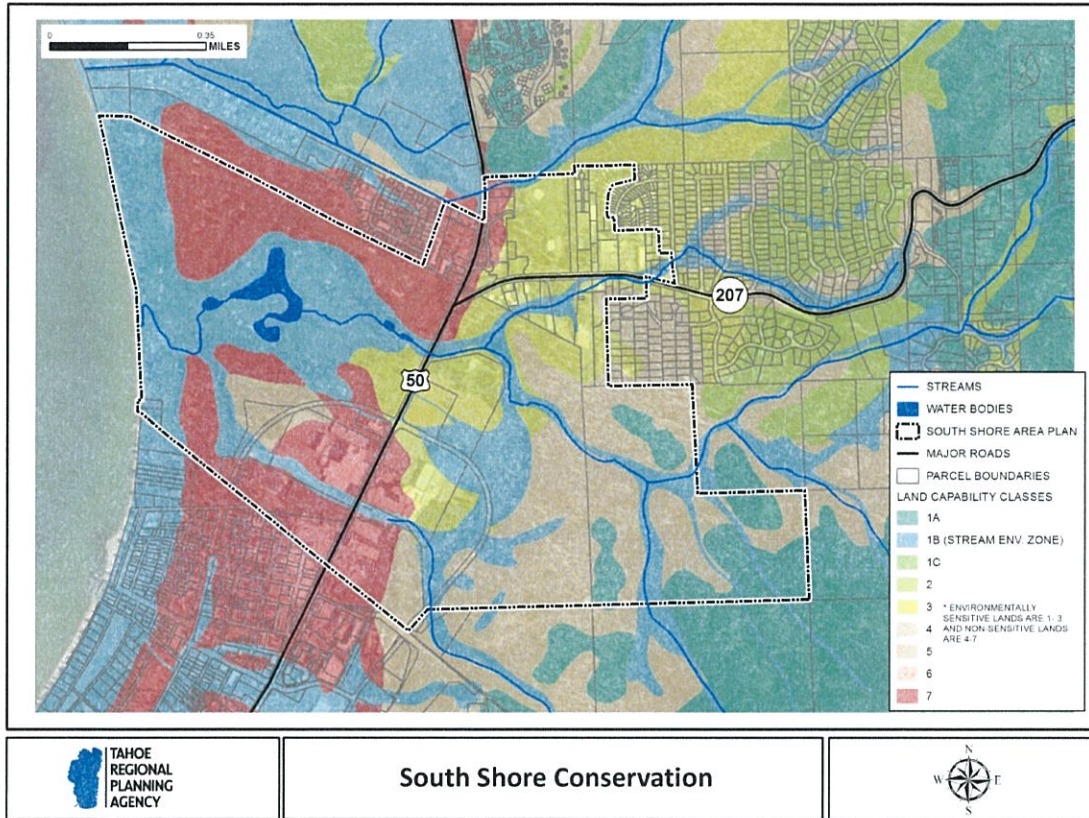 0 0.35
MILES
207
50
STREAMS
WATER BODIES
SOUTH SHORE AREA PLAN
MAJOR ROADS
PARCEL BOUNDARIES
LAND CAPABILITY CLASSES
1A
1B (STREAM ENV. ZONE)
1C
2
3
* ENVIRONMENTALLY
SENSITIVE LANDS ARE 1- 3
4
AND NON-SENSITIVE LANDS
ARE 4-7
5
6
7
TAHOE
REGIONAL
PLANNING
AGENCY
South Shore Conservation
N
W E
S